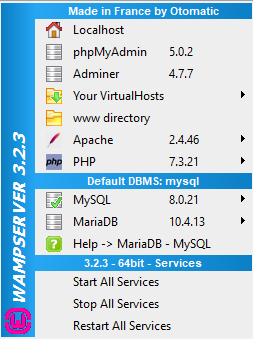 Made in France by Otomatic
Localhost
phpMyAdmin 5.0.2
Adminer 4.7.7
Your VirtualHosts
www directory
Apache 2.4.46
php PHP 7.3.21
Default DBMS: mysql
MySQL 8.0.21
MariaDB 10.4.13
Help -> MariaDB - MySQL
3.2.3 - 64bit - Services
Start All Services
Stop All Services
Restart All Services
WAMPSERVER 3.2.3